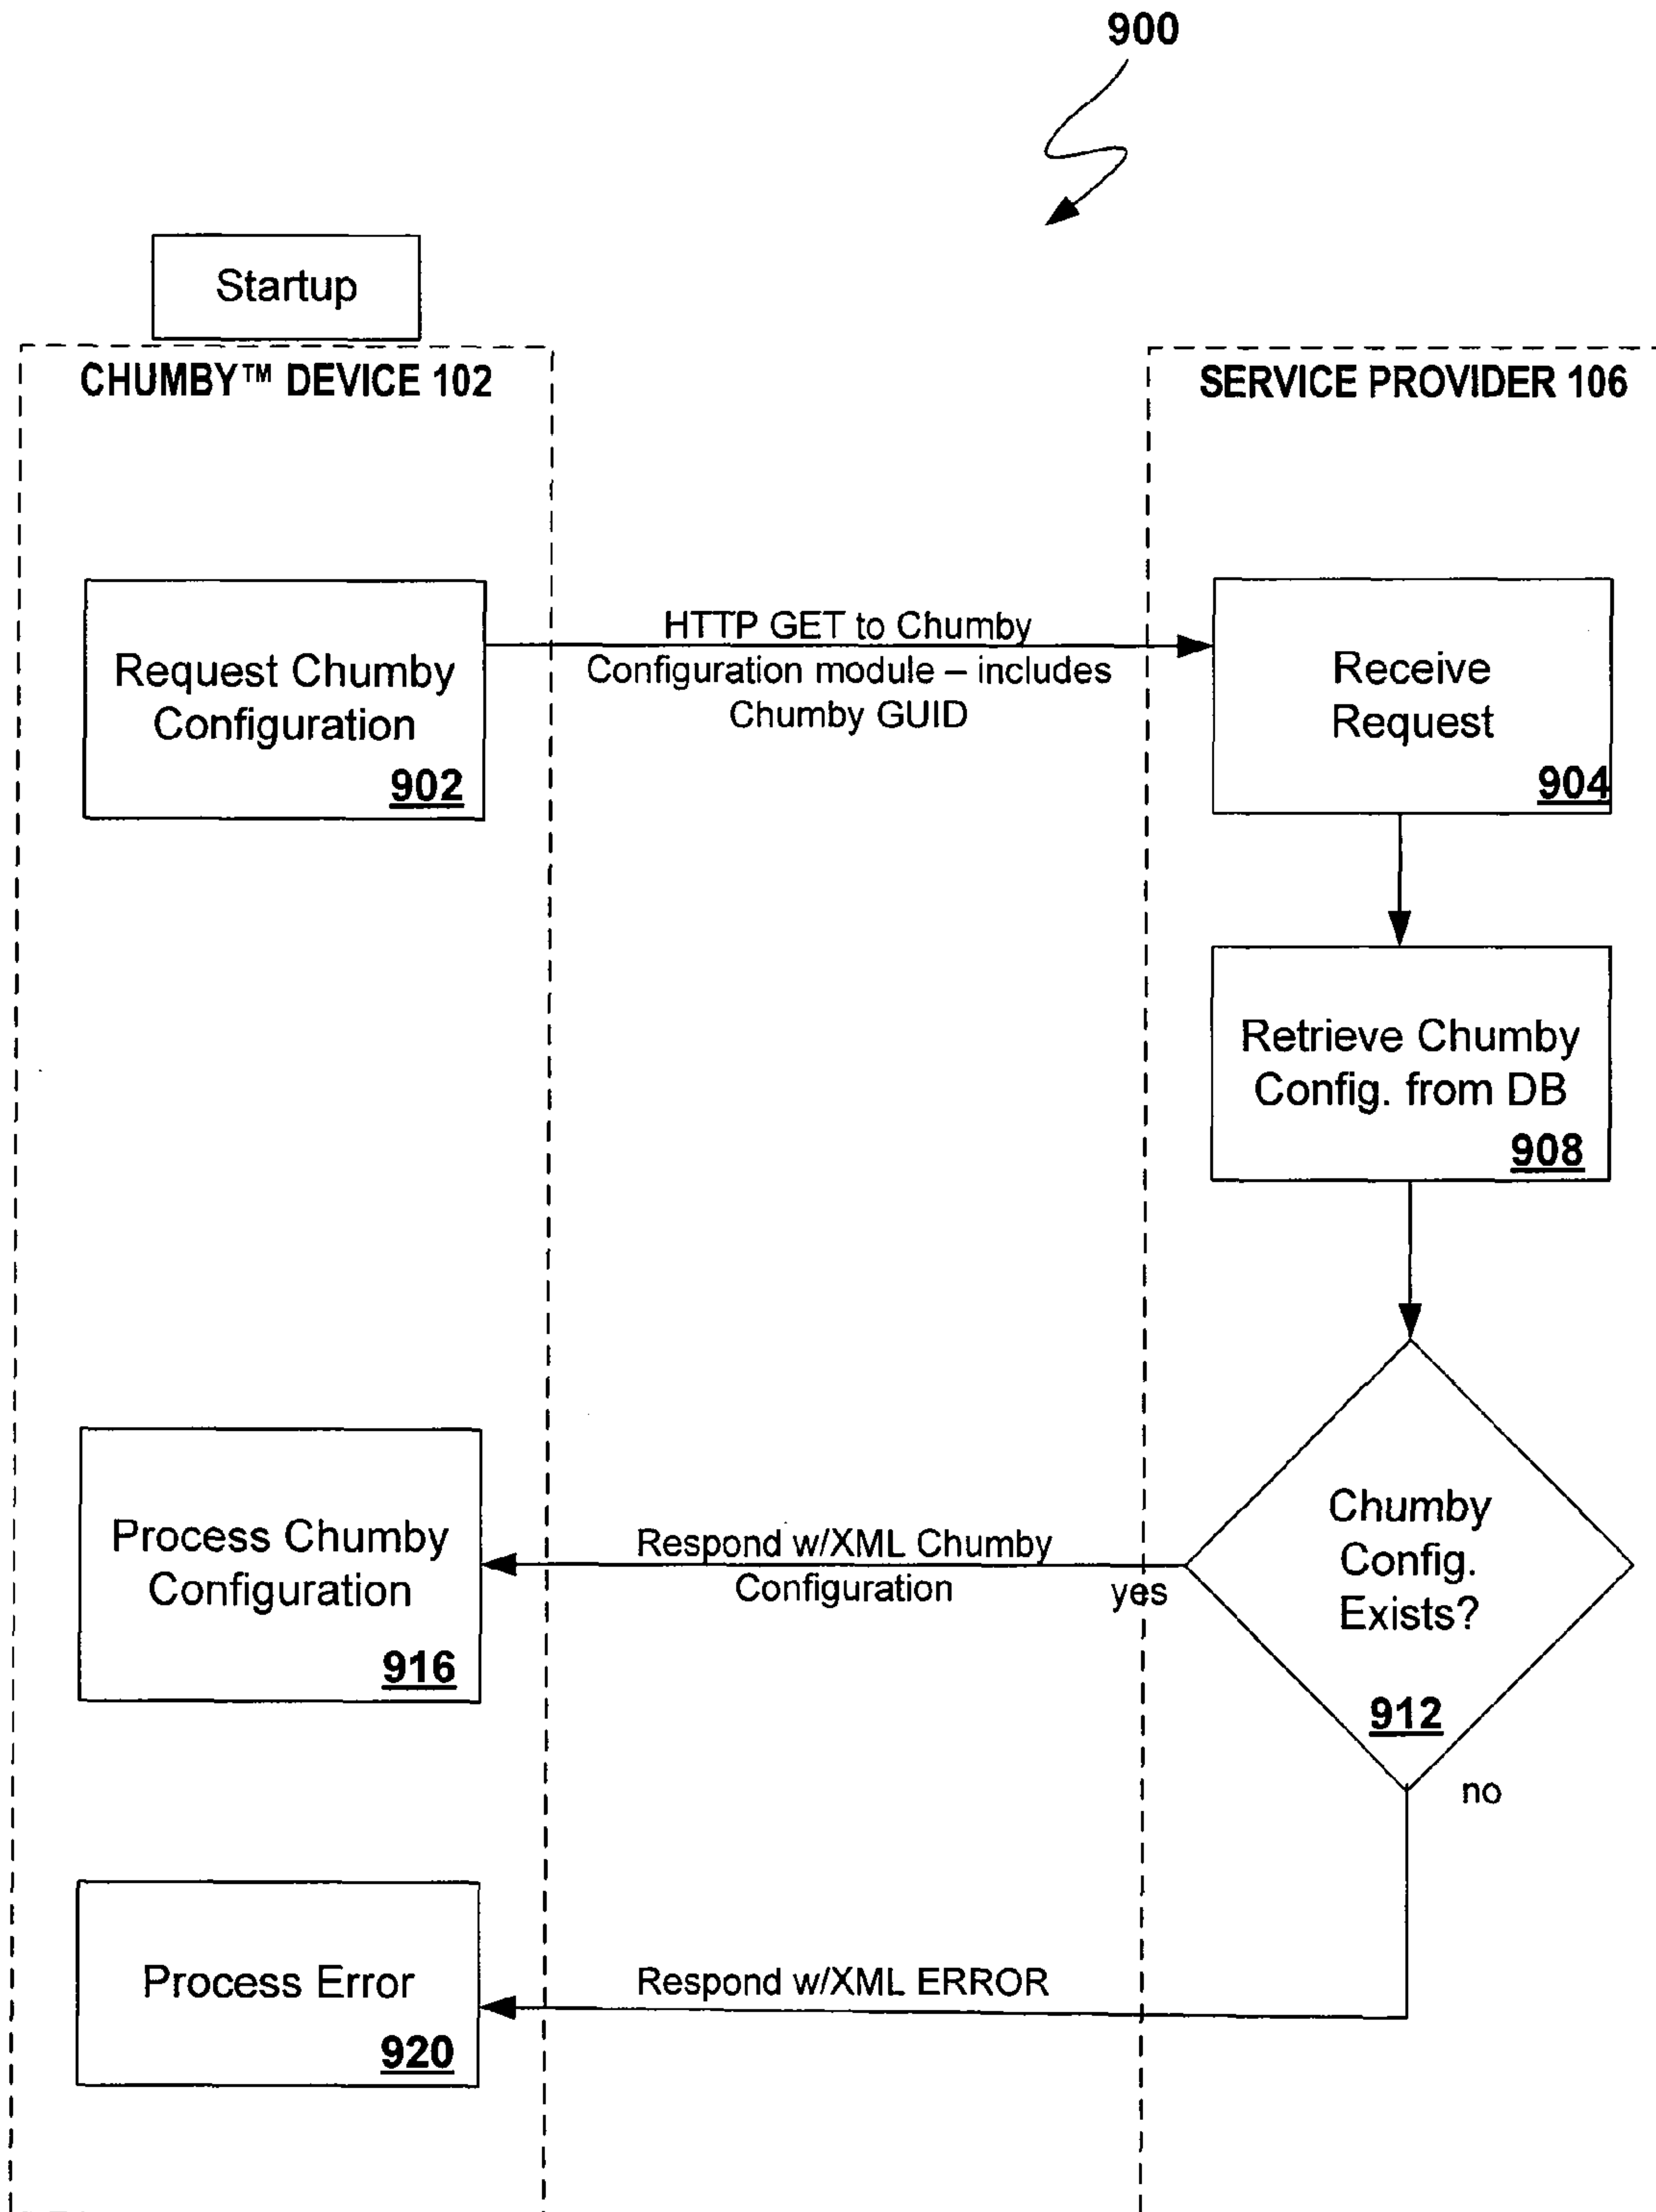 900
Startup
CHUMBY™ DEVICE 102
SERVICE PROVIDER 106
Request Chumby
Configuration
902
HTTP GET to Chumby
Configuration module – includes
Chumby GUID
Receive
Request
904
Retrieve Chumby
Config. from DB
908
Chumby
Config.
Exists?
912
yes
no
Respond w/XML Chumby
Configuration
Process Chumby
Configuration
916
Respond w/XML ERROR
Process Error
920